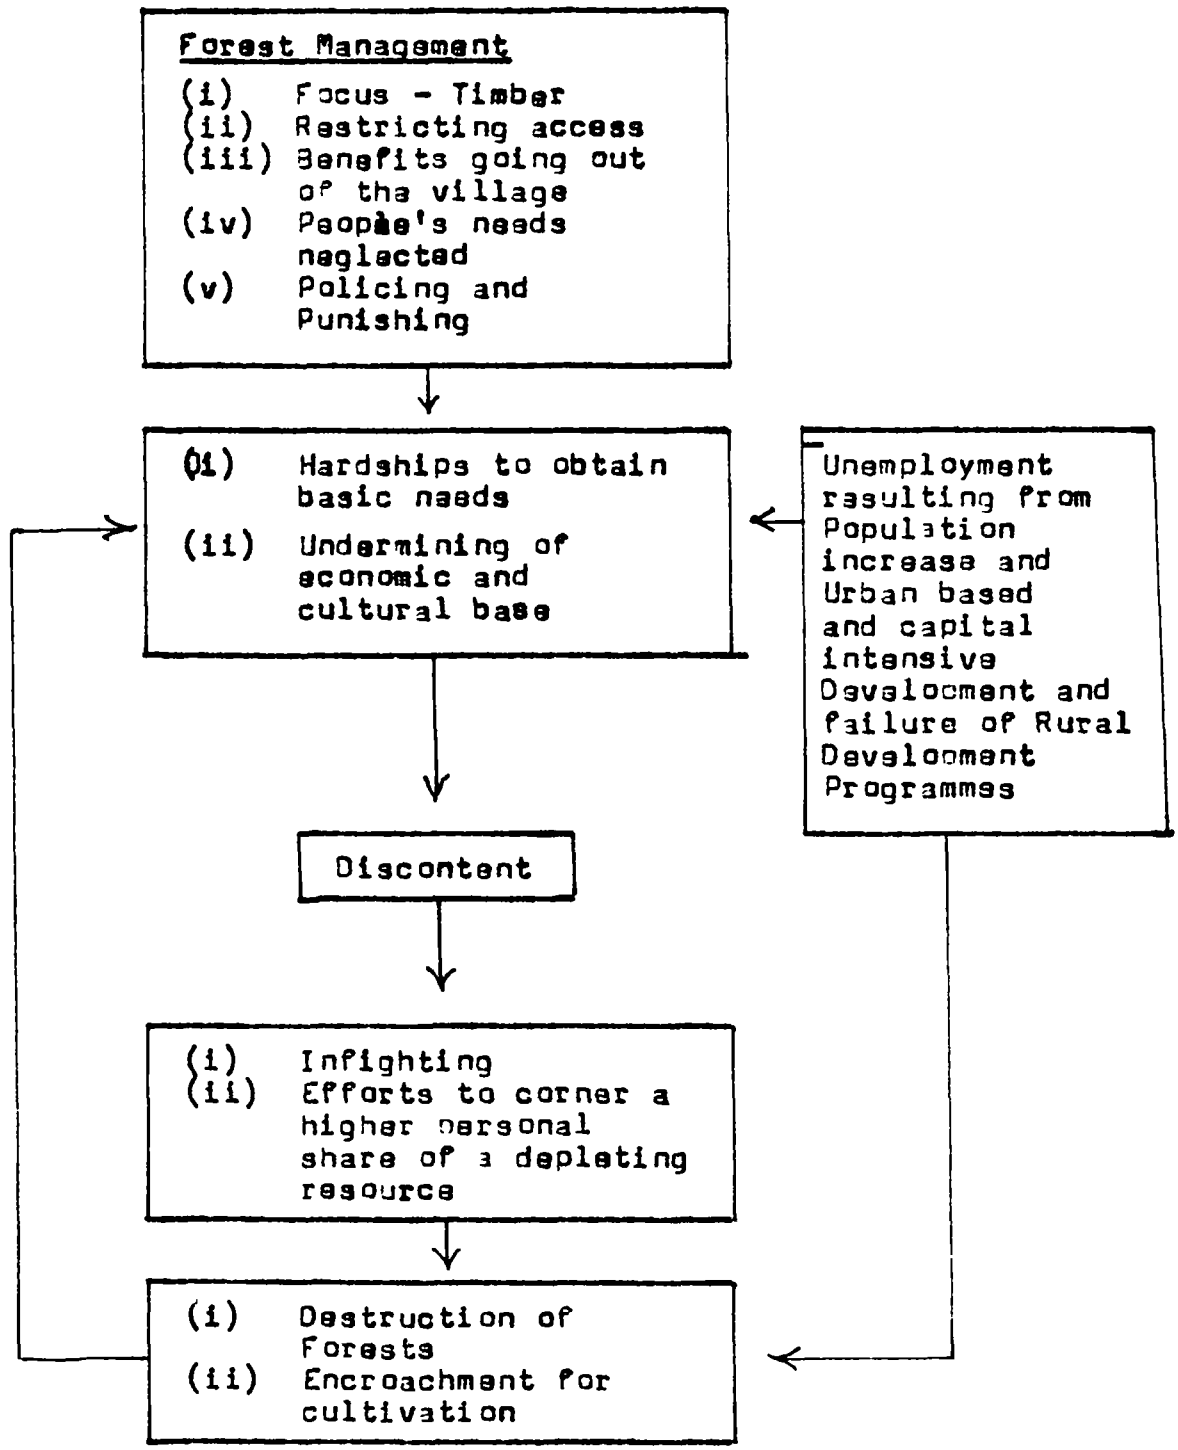 Forest Management
(i) Focus - Timber
(ii) Restricting access
(iii) Benefits going out
of the village
(iv) People's needs
neglected
(v) Policing and
Punishing
(i) Hardships to obtain
basic needs
(ii) Undermining of
economic and
cultural base
Unemployment
resulting from
Population
increase and
Urban based
and capital
intensive
Development and
failure of Rural
Development
Programmes
Discontent
(i) Infighting
(ii) Efforts to corner a
higher personal
share of a depleting
resource
(i) Destruction of
Forests
(ii) Encroachment for
cultivation